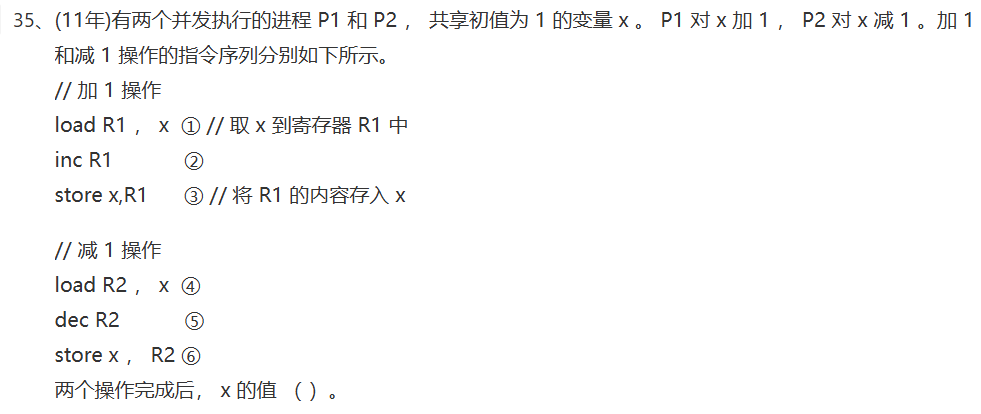 35、(11年)有两个并发执行的进程 P1 和 P2 ， 共享初值为 1 的变量 x 。 P1 对 x 加 1 ， P2 对 x 减 1 。加 1
和减 1 操作的指令序列分别如下所示。
// 加 1 操作
load R1 ， x ① // 取 x 到寄存器 R1 中
inc R1 ②
store x,R1 ③ // 将 R1 的内容存入 x
// 减 1 操作
load R2 ， x ④
dec R2 ⑤
store x ， R2 ⑥
两个操作完成后， x 的值 （ ）。